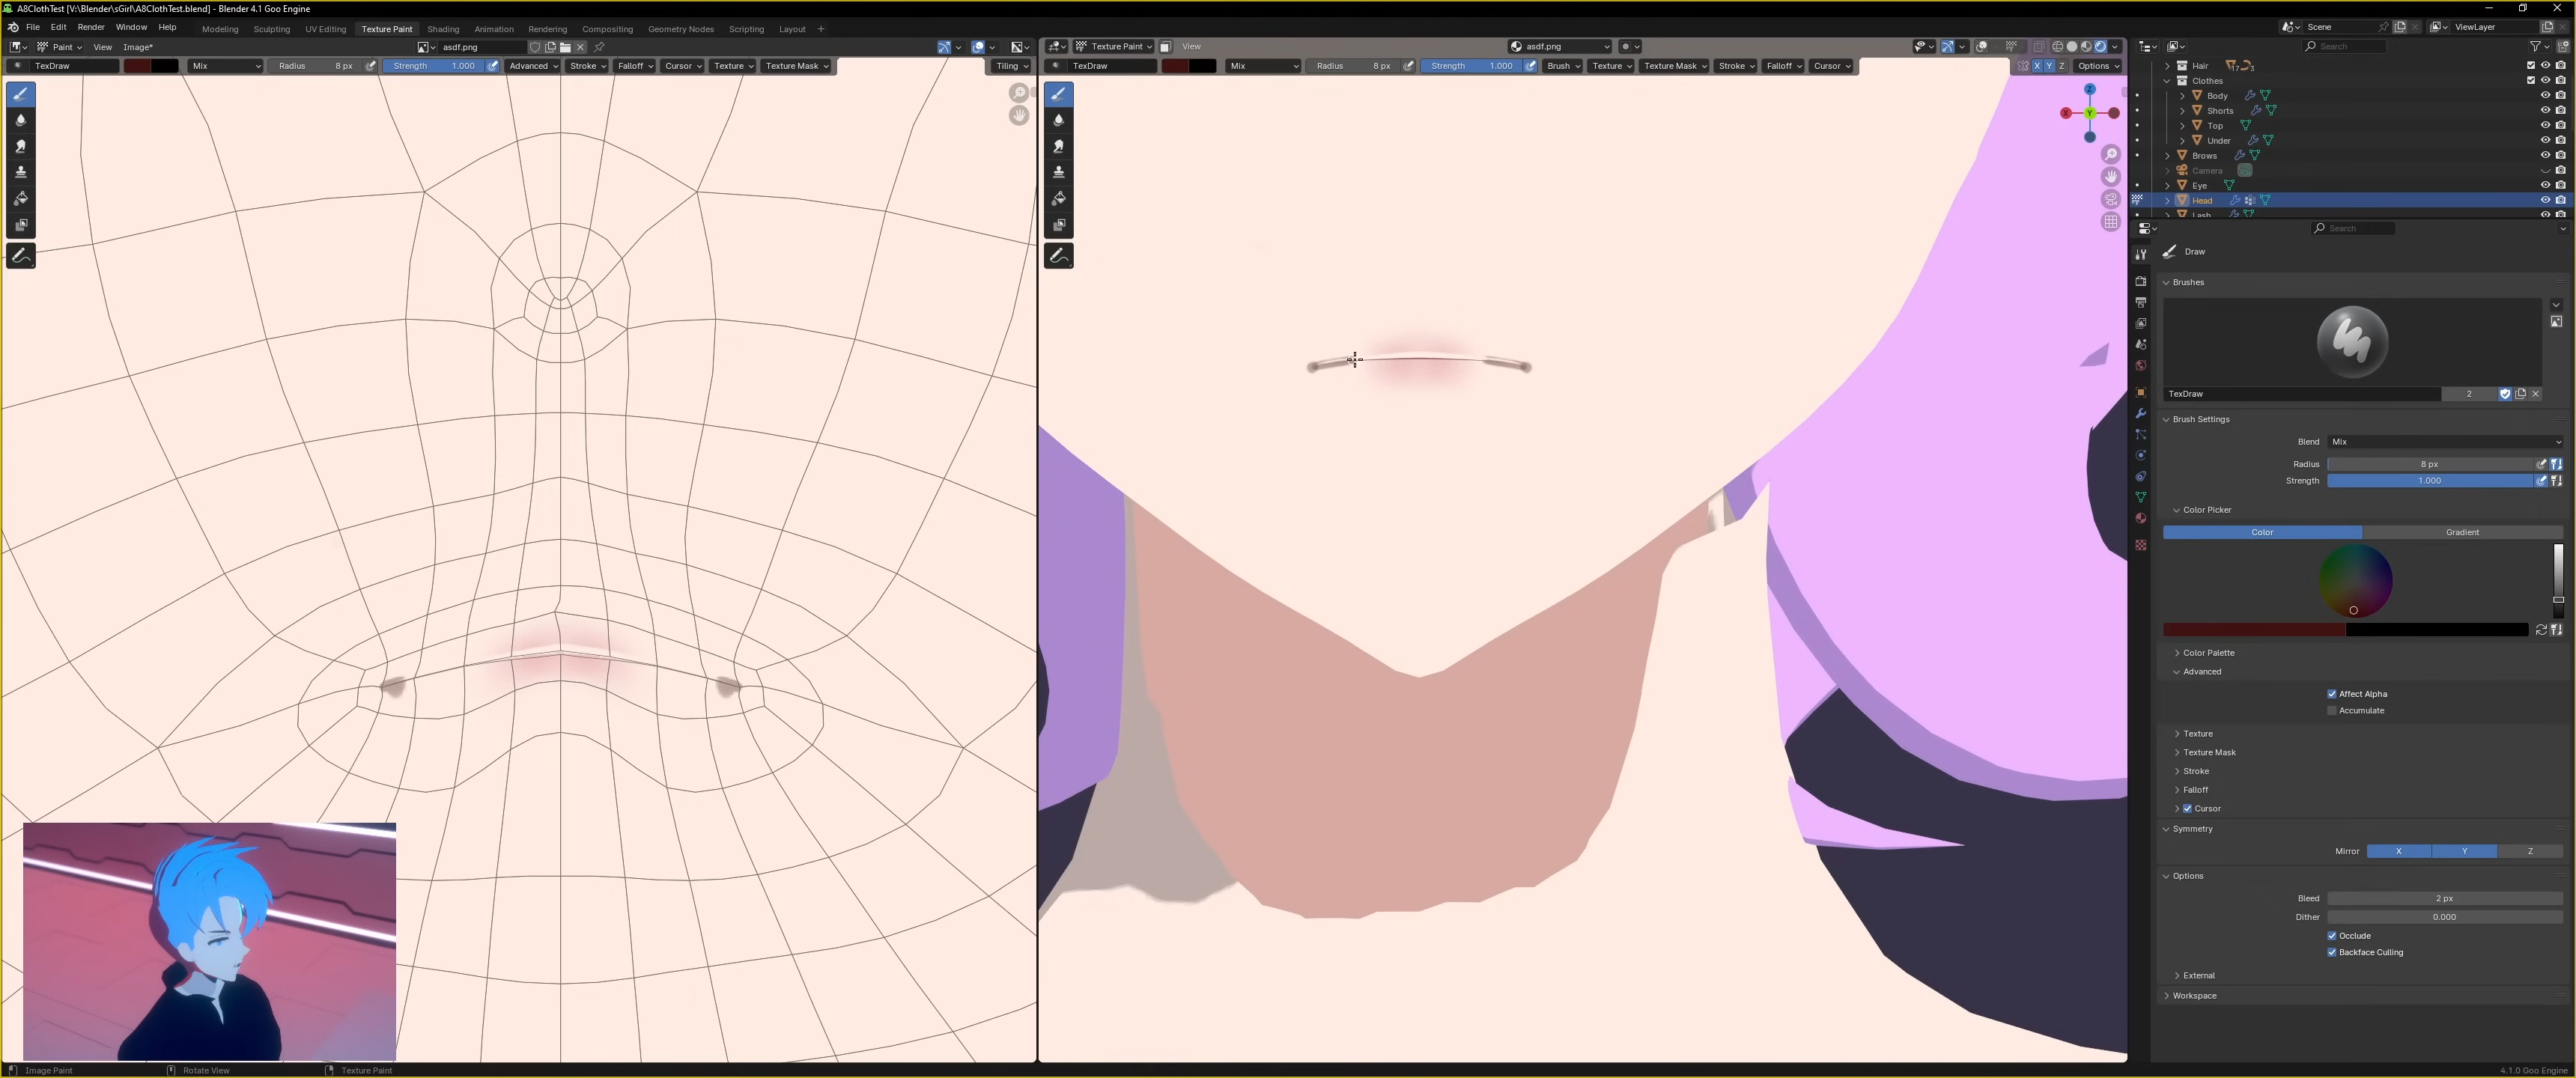 A8ClothTest [V:\Blender\sGirl\A8ClothTest.blend] - Blender 4.1 Goo Engine
File Edit Render Window Help Modeling Sculpting UV Editing Texture Paint Shading Animation Rendering Compositing Geometry Nodes Scripting Layout + Scene ViewLayer
Paint View Image* asdf.png Texture Paint View asdf.png Search
TexDraw Mix Radius 8 px Strength 1.000 Advanced Stroke Falloff Cursor Texture Texture Mask Tiling
TexDraw Mix Radius 8 px Strength 1.000 Brush Texture Texture Mask Stroke Falloff Cursor X Y Z Options
Z
X Y
Hair 17 3
Clothes
Body
Shorts
Top
Under
Brows
Camera
Eye
Head
Lash
Search
Draw
Brushes
TexDraw 2
Brush Settings
Blend Mix
Radius 8 px
Strength 1.000
Color Picker
Color Gradient
Color Palette
Advanced
Affect Alpha
Accumulate
Texture
Texture Mask
Stroke
Falloff
Cursor
Symmetry
Mirror X Y Z
Options
Bleed 2 px
Dither 0.000
Occlude
Backface Culling
External
Workspace
Image Paint Rotate View Texture Paint 4.1.0 Goo Engine